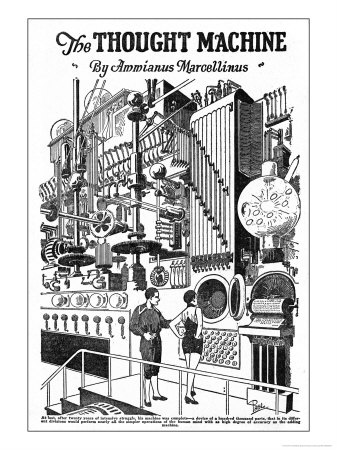 The THOUGHT MACHINE
By Ammianus Marcellinus
At last, after twenty years of intensive struggle, his machine was complete—a device of a hundred thousand parts, that in its differ-
ent divisions would perform nearly all the simpler operations of the human mind with as high degree of accuracy as the adding
machine.